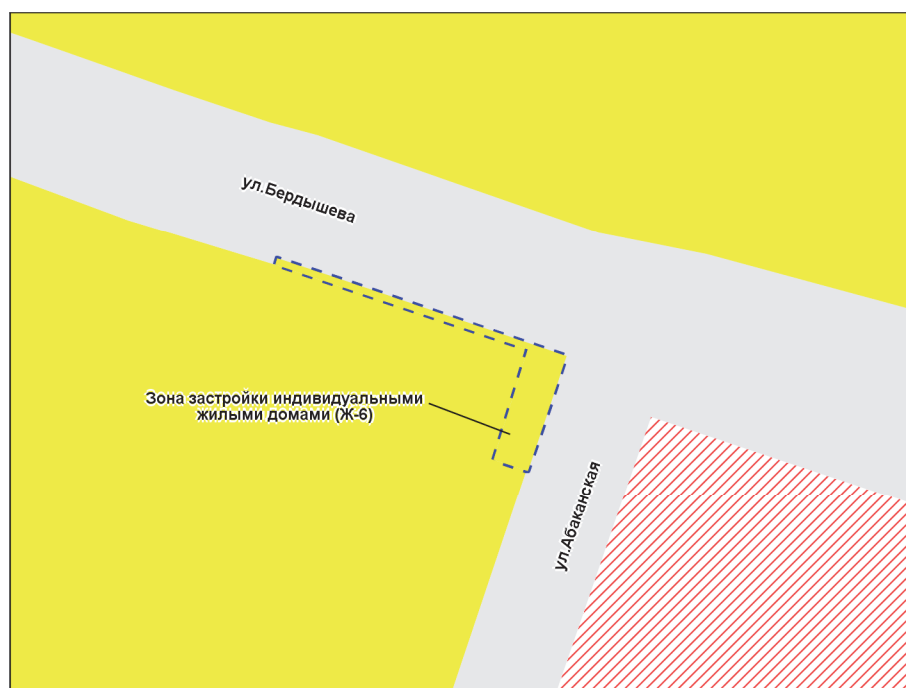 ул.Бердышева
Зона застройки индивидуальными
жилыми домами (Ж-6)
ул.Абаканская